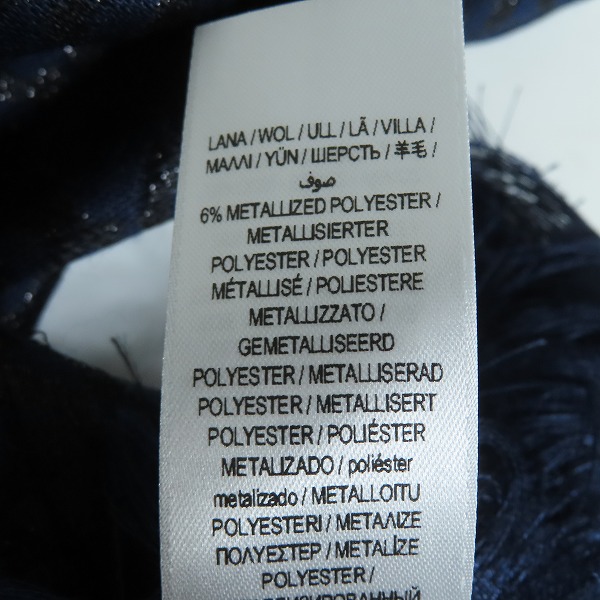 LANA / WOL / ULL / LÃ / VILLA /
ΜΑΛΛΙ / YÜN / ШЕРСТЬ / 羊毛 /
صوف
6% METALLIZED POLYESTER /
METALLISIERTER
POLYESTER / POLYESTER
MÉTALLISÉ / POLIESTERE
METALLIZZATO /
GEMETALLISEERD
POLYESTER / METALLISERAD
POLYESTER / METALLISERT
POLYESTER / POLIÉSTER
METALIZADO / poliéster
metalizado / METALLOITU
POLYESTERI / ΜΕΤΑΛΙΖΕ
ΠΟΛΥΕΣΤΕΡ / METALİZE
POLYESTER /